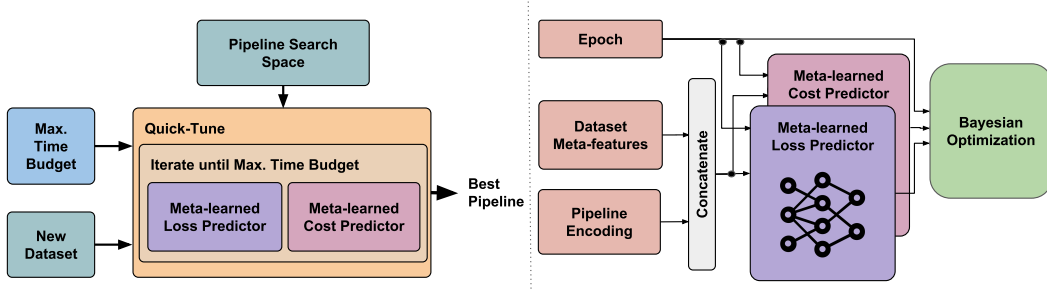 Pipeline Search
Space
Max.
Time
Budget
New
Dataset
Quick-Tune
Iterate until Max. Time Budget
Meta-learned
Loss Predictor
Meta-learned
Cost Predictor
Best
Pipeline
Epoch
Dataset
Meta-features
Pipeline
Encoding
Concatenate
Meta-learned
Cost Predictor
Meta-learned
Loss Predictor
Bayesian
Optimization